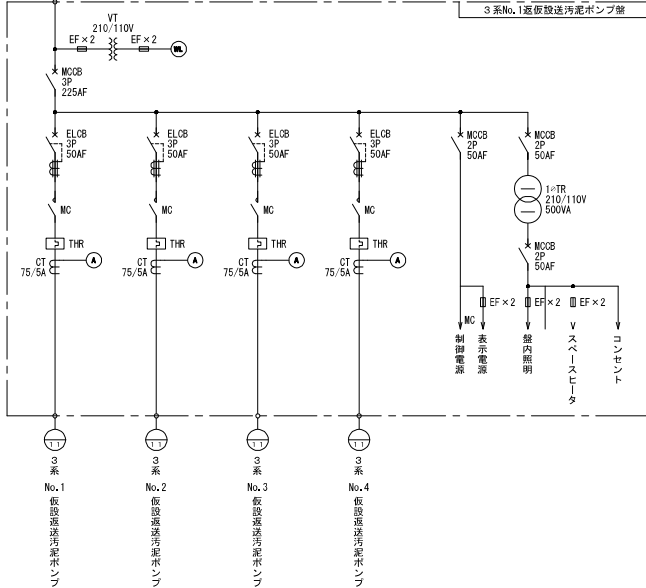 3系No.1返仮設送汚泥ポンプ盤
VT
210/110V
EF×2
EF×2
WL
MCCB
3P
225AF
ELCB
3P
50AF
ELCB
3P
50AF
ELCB
3P
50AF
ELCB
3P
50AF
MCCB
2P
50AF
MCCB
2P
50AF
1φTR
210/110V
500VA
MC
MC
MC
MC
THR
THR
THR
THR
MCCB
2P
50AF
CT
75/5A
A
CT
75/5A
A
CT
75/5A
A
CT
75/5A
A
EF×2
EF×2
EF×2
MC
制御電源
表示電源
盤内照明
スペースヒータ
コンセント
11
11
11
11
3系
No.1
仮設返送汚泥ポンプ
3系
No.2
仮設返送汚泥ポンプ
3系
No.3
仮設返送汚泥ポンプ
3系
No.4
仮設返送汚泥ポンプ